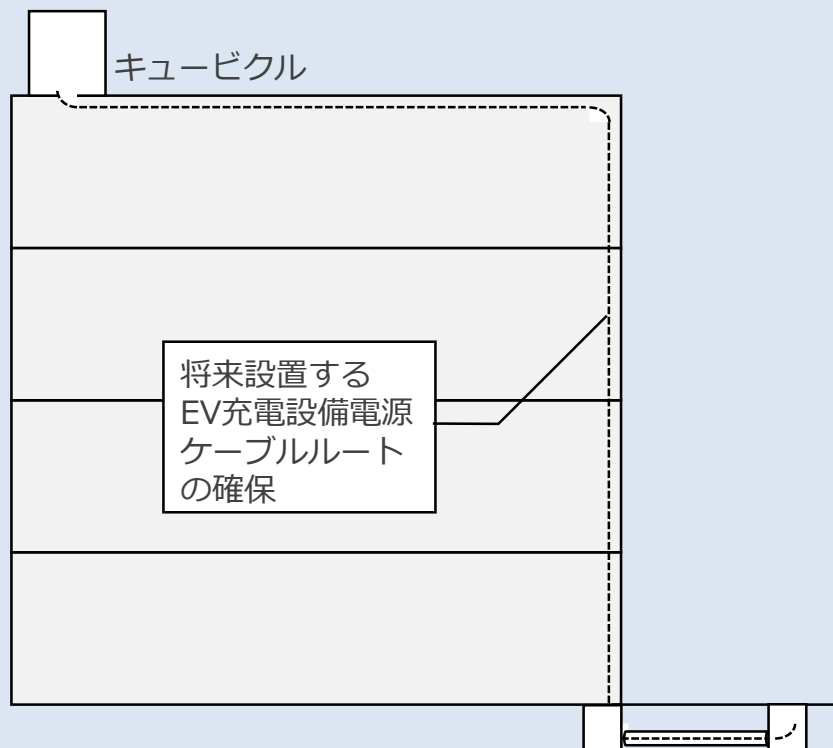 キュービクル
将来設置する
EV充電設備電源
ケーブルルート
の確保